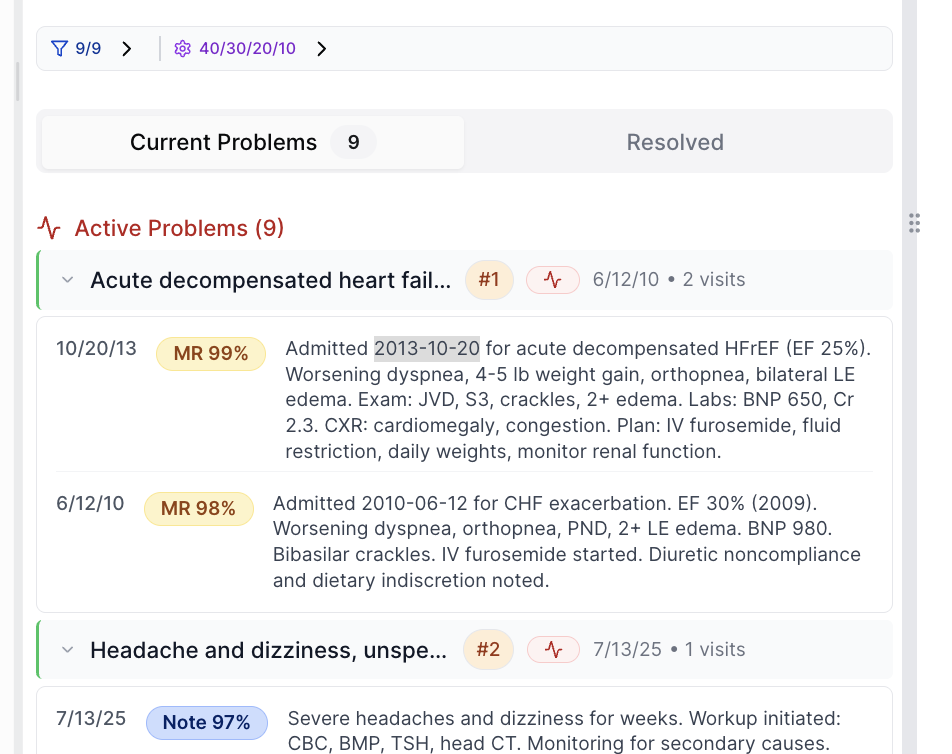 9/9 40/30/20/10
Current Problems 9 Resolved
Active Problems (9)
Acute decompensated heart fail... #1 6/12/10 • 2 visits
10/20/13 MR 99% Admitted 2013-10-20 for acute decompensated HFrEF (EF 25%).
Worsening dyspnea, 4-5 lb weight gain, orthopnea, bilateral LE
edema. Exam: JVD, S3, crackles, 2+ edema. Labs: BNP 650, Cr
2.3. CXR: cardiomegaly, congestion. Plan: IV furosemide, fluid
restriction, daily weights, monitor renal function.
6/12/10 MR 98% Admitted 2010-06-12 for CHF exacerbation. EF 30% (2009).
Worsening dyspnea, orthopnea, PND, 2+ LE edema. BNP 980.
Bibasilar crackles. IV furosemide started. Diuretic noncompliance
and dietary indiscretion noted.
Headache and dizziness, unspe... #2 7/13/25 • 1 visits
7/13/25 Note 97% Severe headaches and dizziness for weeks. Workup initiated:
CBC, BMP, TSH, head CT. Monitoring for secondary causes.